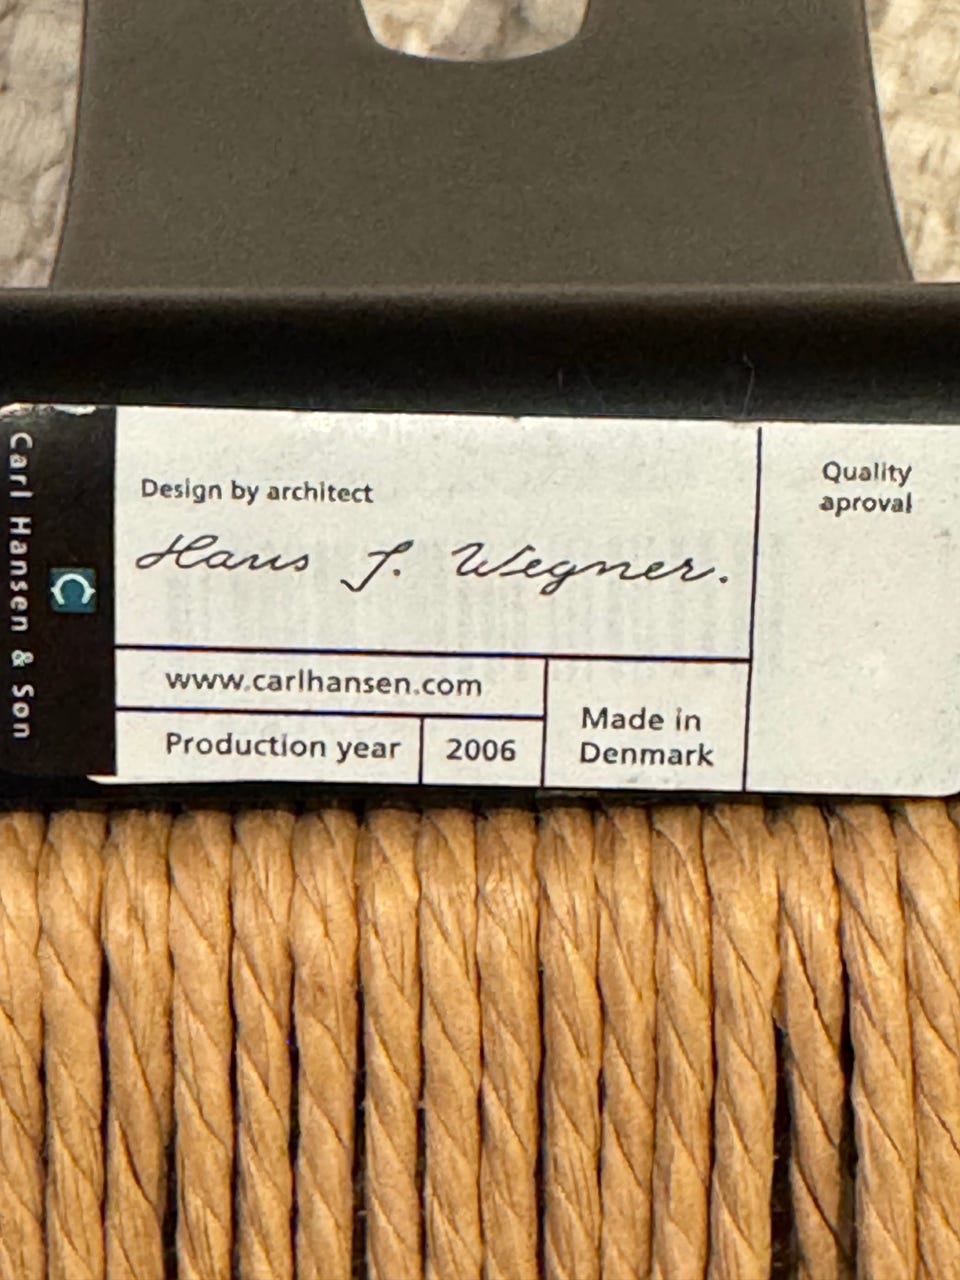 Carl Hansen & Son
Design by architect
Hans J. Wegner.
Quality
aproval
www.carlhansen.com
Production year 2006
Made in
Denmark